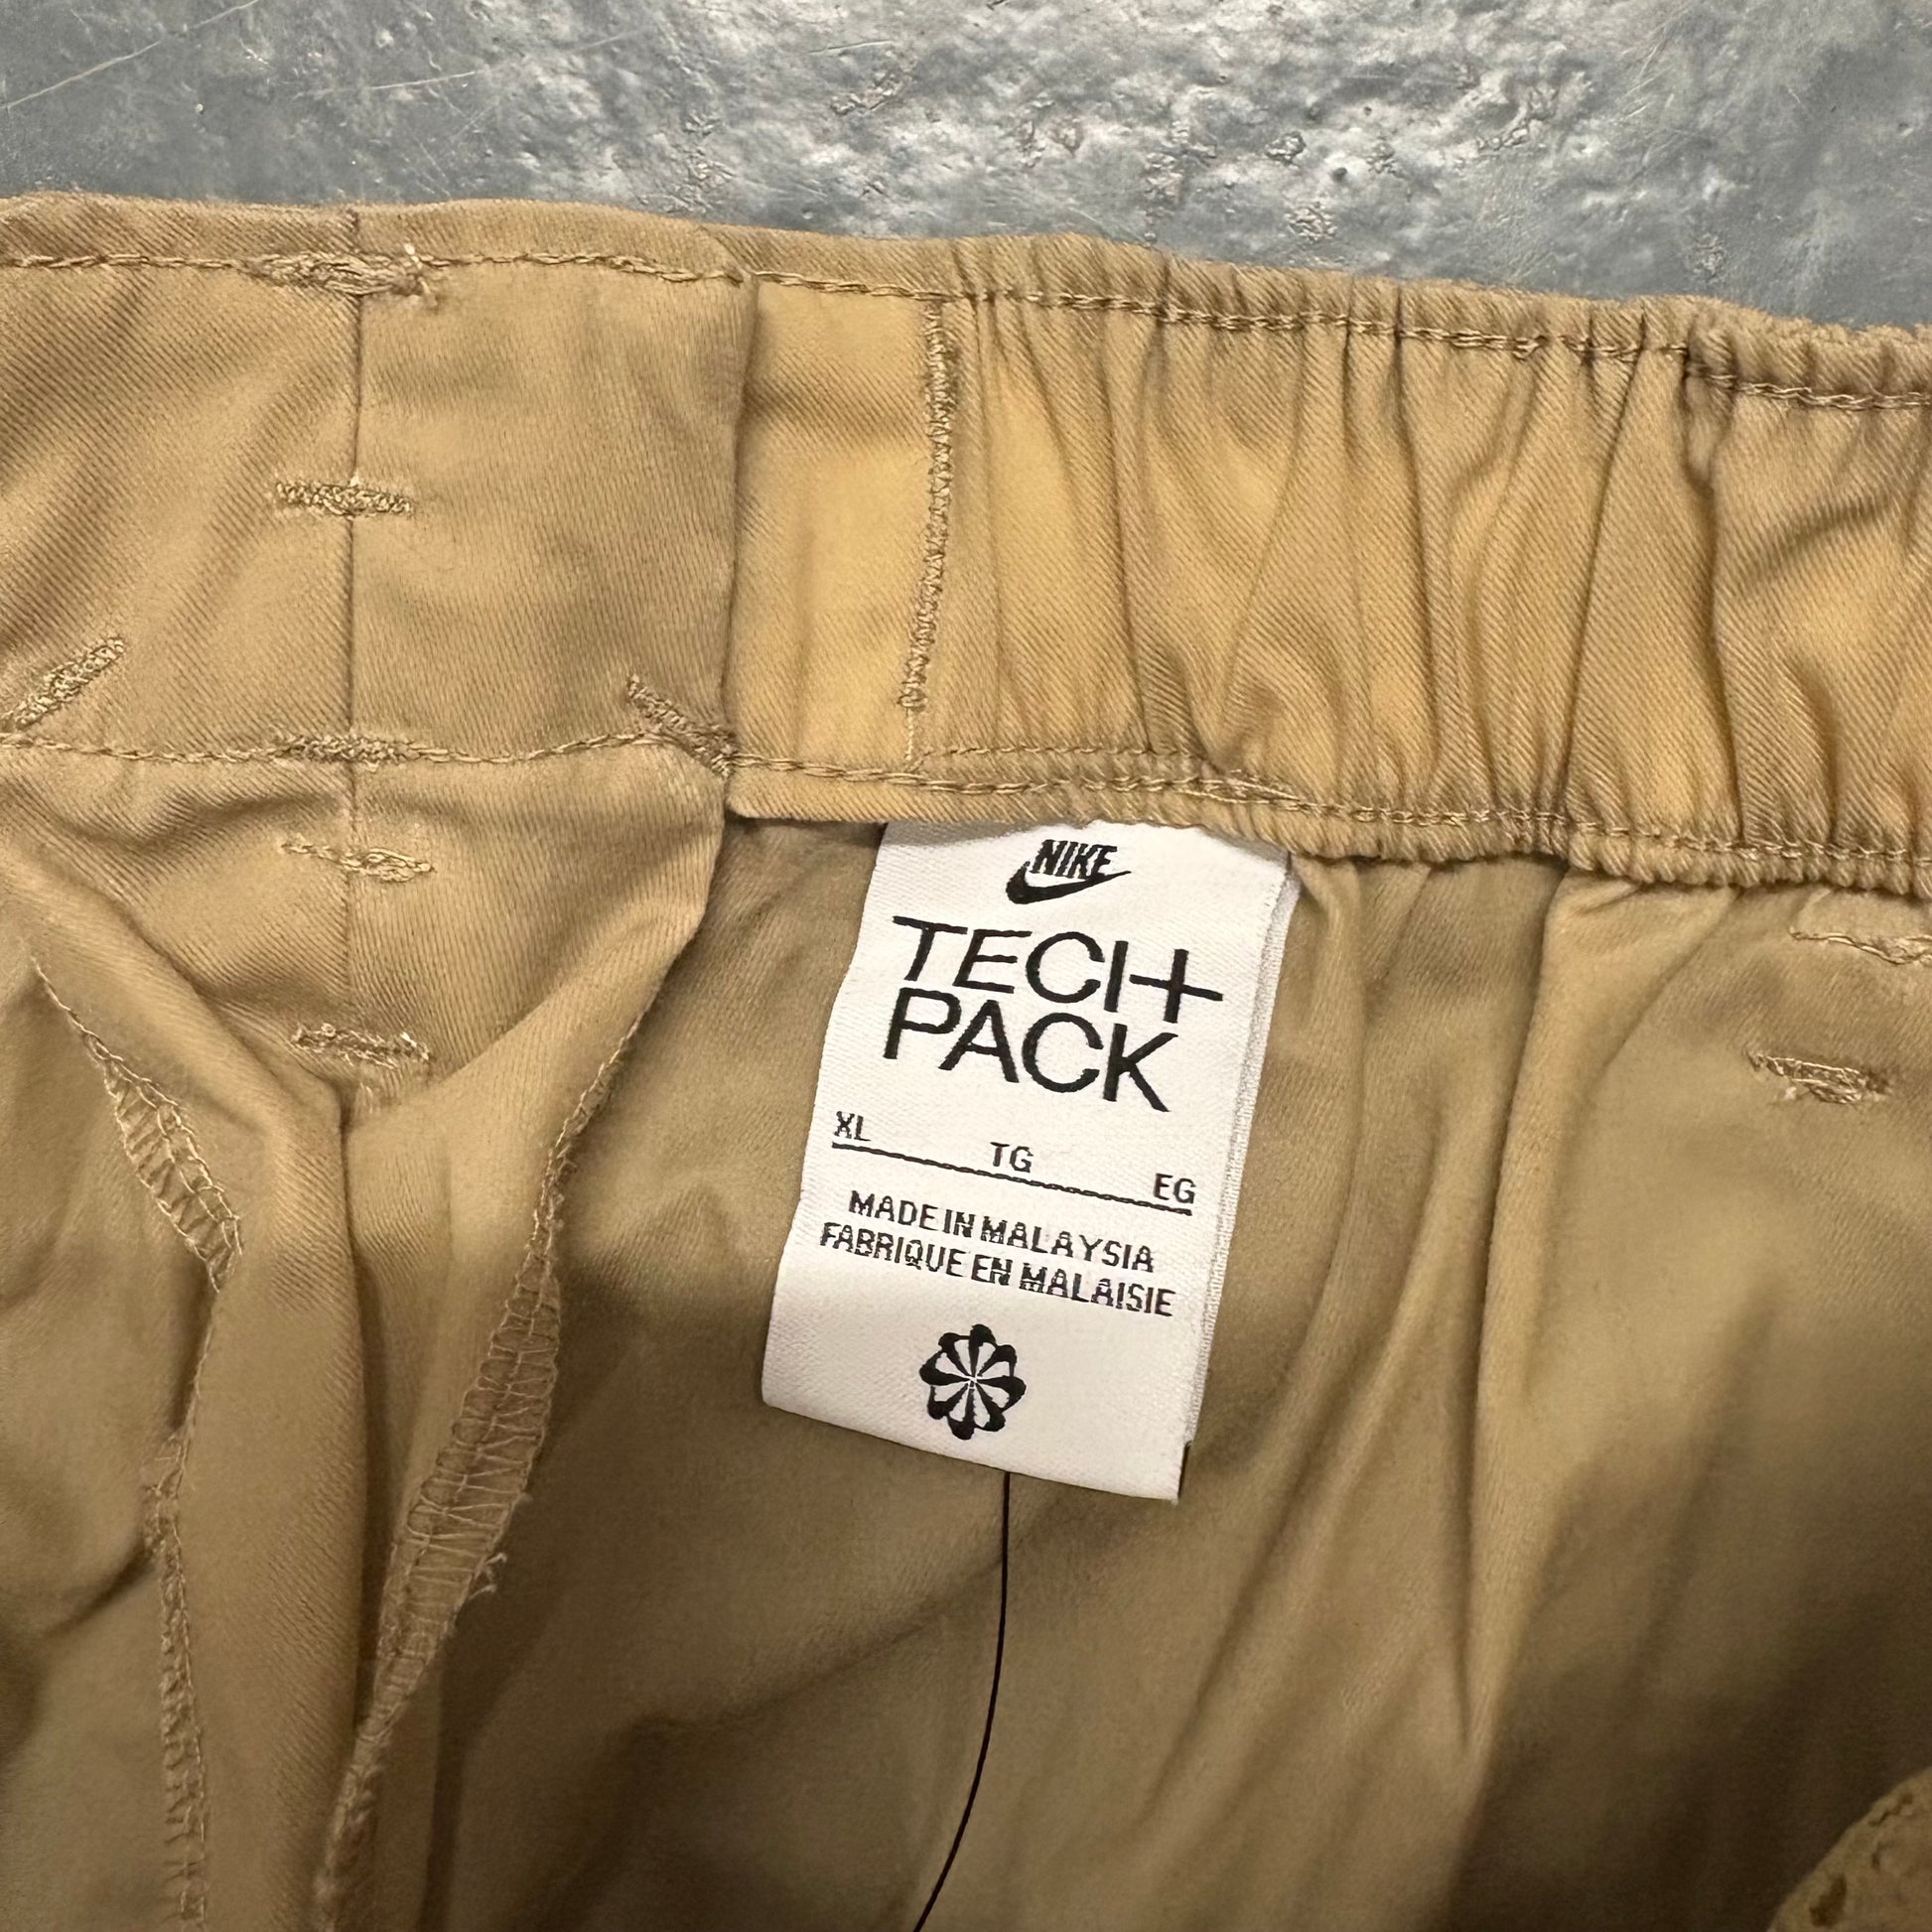 NIKE
TECH
PACK
XL TG EG
MADE IN MALAYSIA
FABRIQUE EN MALAISIE